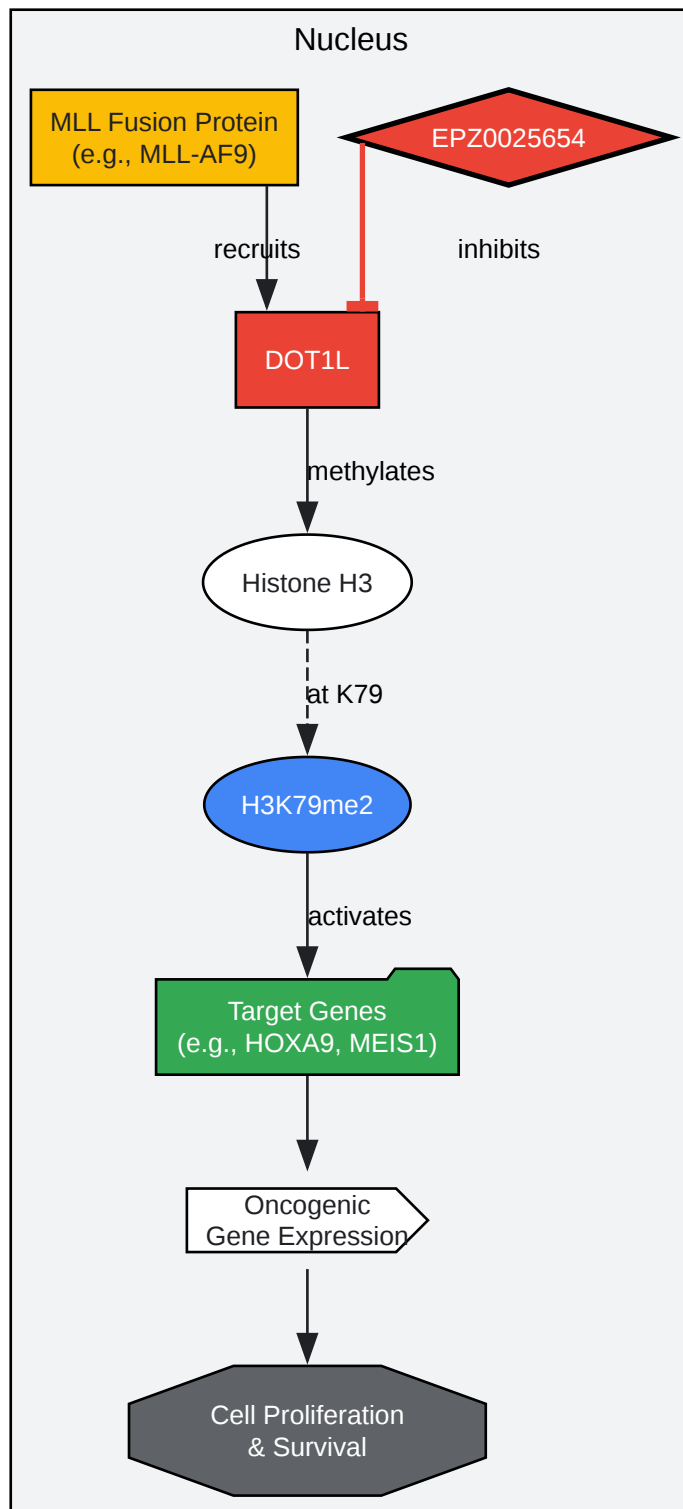 Nucleus
MLL Fusion Protein
(e.g., MLL-AF9)
EPZ0025654
recruits
inhibits
DOT1L
methylates
Histone H3
at K79
H3K79me2
activates
Target Genes
(e.g., HOXA9, MEIS1)
Oncogenic
Gene Expression
Cell Proliferation
& Survival